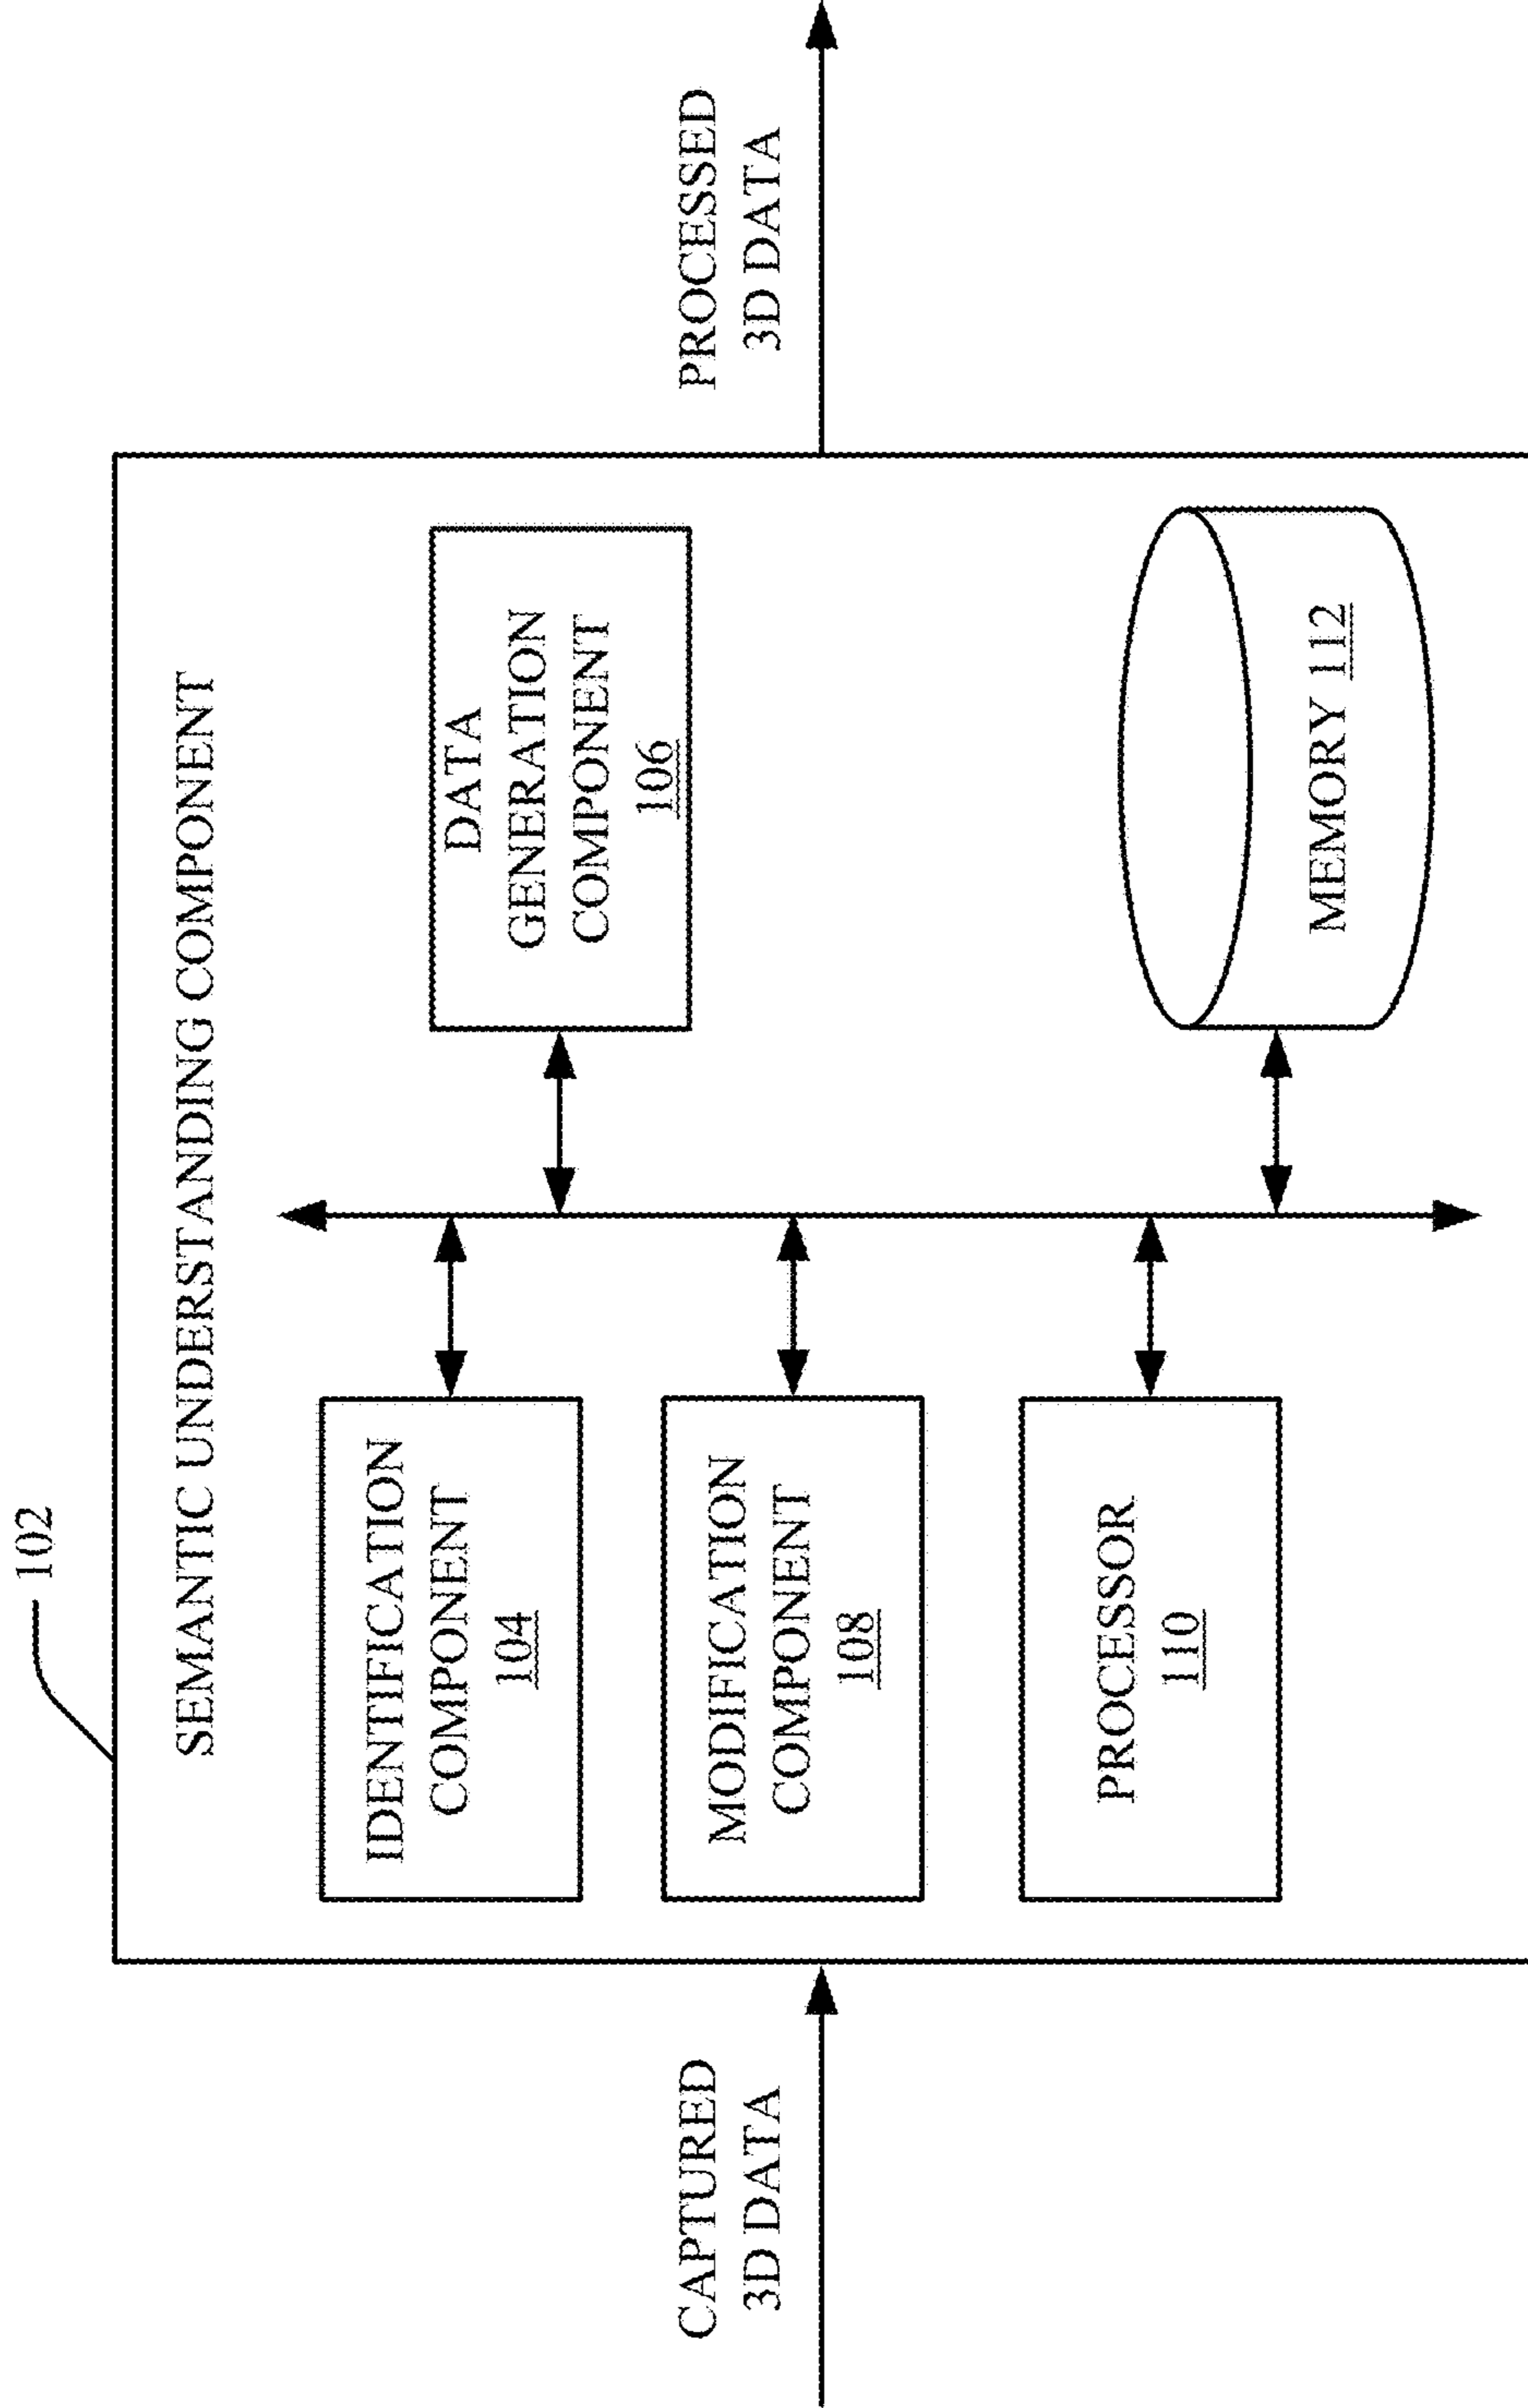 102
SEMANTIC UNDERSTANDING COMPONENT
CAPTURED
3D DATA
IDENTIFICATION
COMPONENT
104
DATA
GENERATION
COMPONENT
106
MODIFICATION
COMPONENT
108
PROCESSOR
110
MEMORY 112
PROCESSED
3D DATA